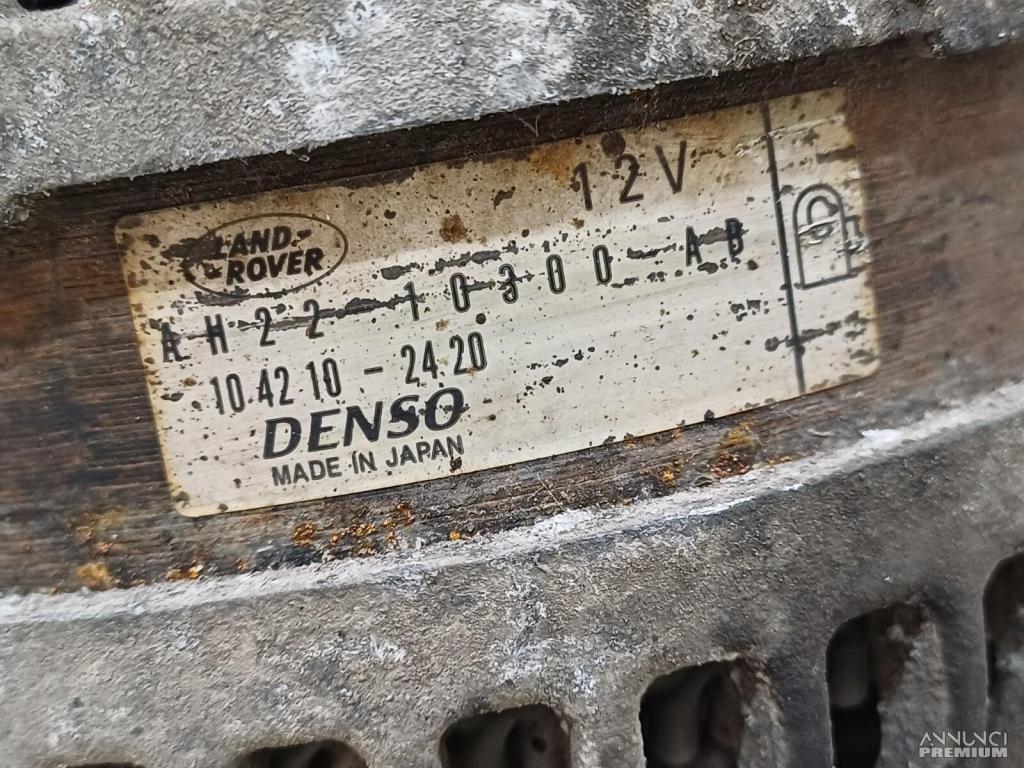 LAND
ROVER
12V
AH22-10300-AB
104210-2420
DENSO
MADE IN JAPAN
ANNUNCI
PREMIUM